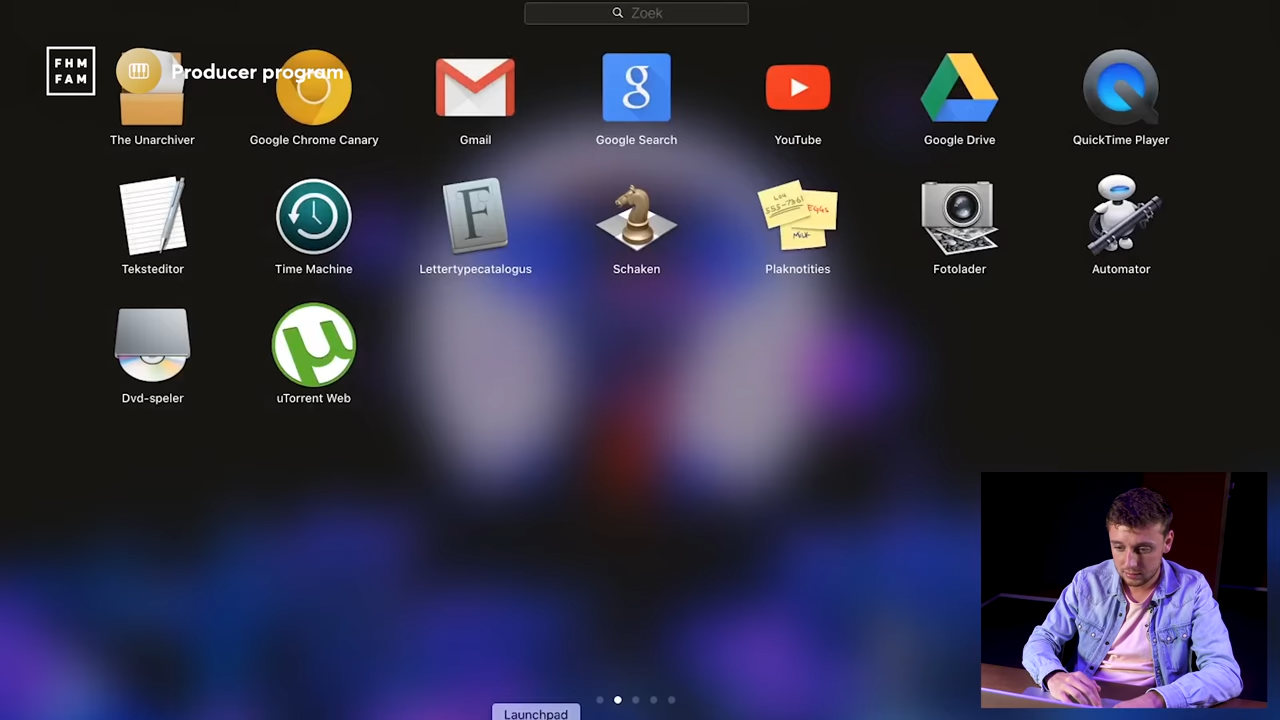 Zoek
FHM
FAM
Producer program
The Unarchiver
Google Chrome Canary
Gmail
Google Search
YouTube
Google Drive
QuickTime Player
Teksteditor
Time Machine
Lettertypecatalogus
Schaken
Plaknotities
Fotolader
Automator
Dvd-speler
uTorrent Web
Launchpad